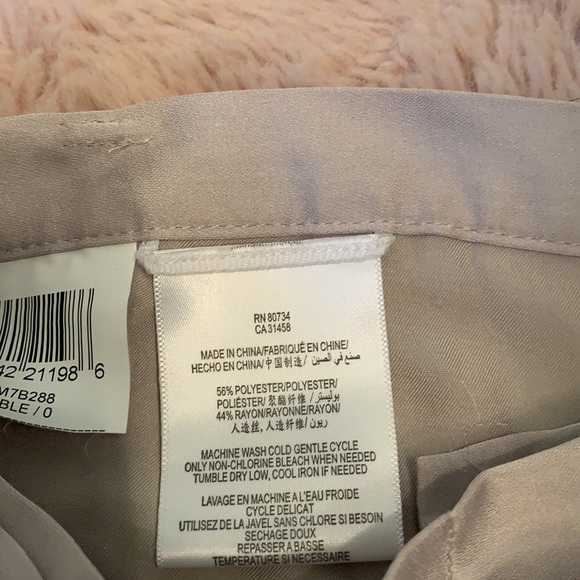 42 21198 6
M7B288
BLE / 0
RN 80734
CA 31458
MADE IN CHINA/FABRIQUÉ EN CHINE/
HECHO EN CHINA/中国制造/ صنع في الصين
56% POLYESTER/POLYESTER/
POLIÉSTER/聚酯纤维/بوليستر
44% RAYON/RAYONNE/RAYON/
人造丝, 人造纤维/ريون
MACHINE WASH COLD GENTLE CYCLE
ONLY NON-CHLORINE BLEACH WHEN NEEDED
TUMBLE DRY LOW, COOL IRON IF NEEDED
LAVAGE EN MACHINE A L'EAU FROIDE
CYCLE DELICAT
UTILISEZ DE LA JAVEL SANS CHLORE SI BESOIN
SECHAGE DOUX
REPASSER A BASSE
TEMPERATURE SI NECESSAIRE